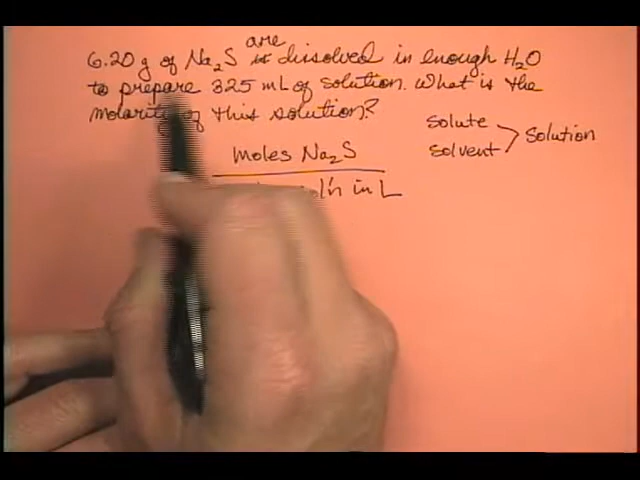 are
6.20 g of Na₂S is dissolved in enough H₂O
to prepare 325 mL of solution. What is the
molarity of this solution?
solute
solvent
solution
moles Na₂S
sol'n in L